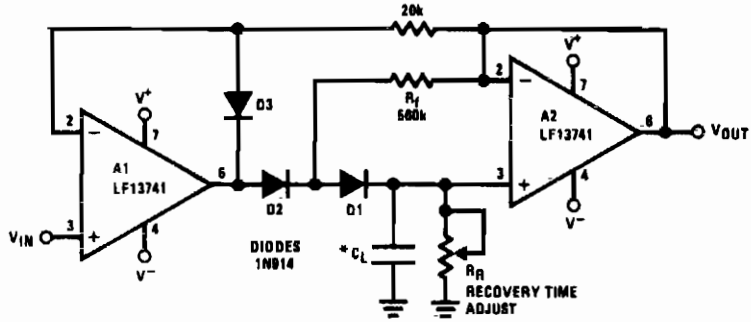 20k
V+
2
−
Rf
560k
A2
LF13741
7
6
VOUT
V+
2
−
7
D3
A1
LF13741
6
D2
D1
3
+
4
V−
VIN
3
+
4
V−
DIODES
1N914
*CL
RR
RECOVERY TIME
ADJUST